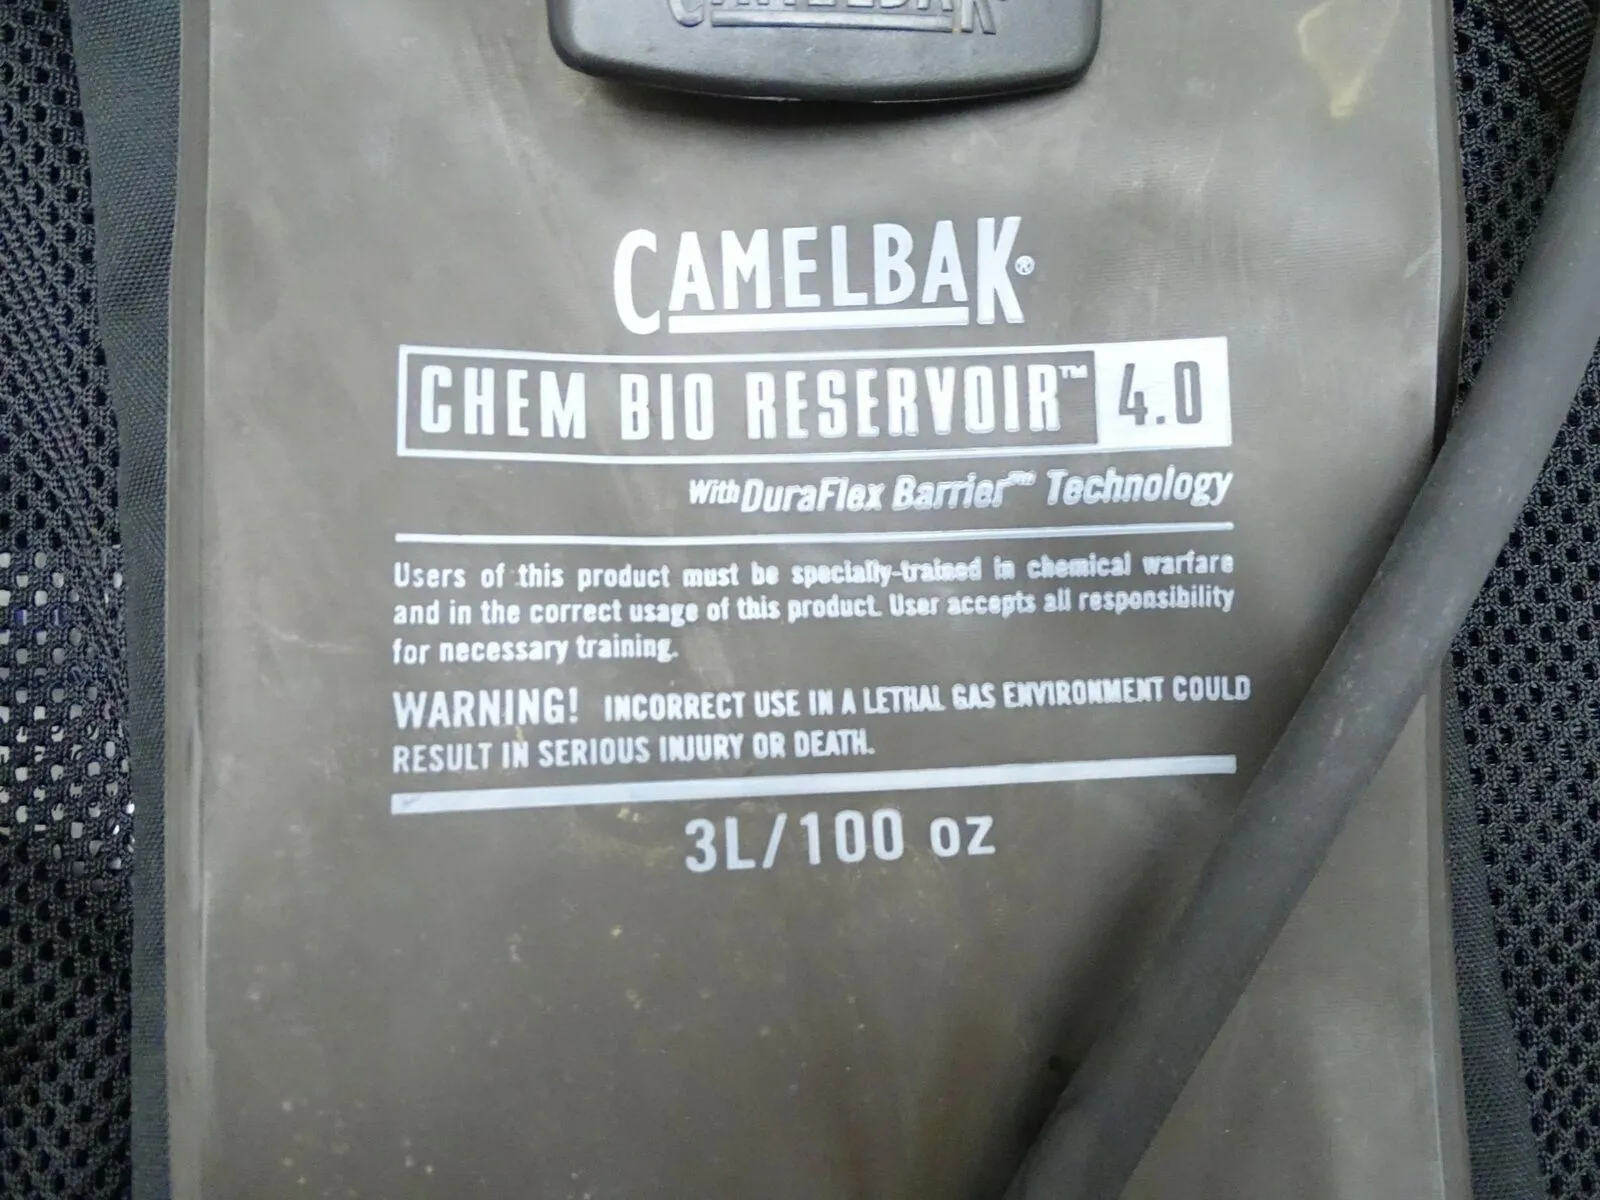 CAMELBAK
CAMELBAK®
CHEM BIO RESERVOIR™ 4.0
With DuraFlex Barrier™ Technology
Users of this product must be specially-trained in chemical warfare
and in the correct usage of this product. User accepts all responsibility
for necessary training.
WARNING! INCORRECT USE IN A LETHAL GAS ENVIRONMENT COULD
RESULT IN SERIOUS INJURY OR DEATH.
3L/100 oz